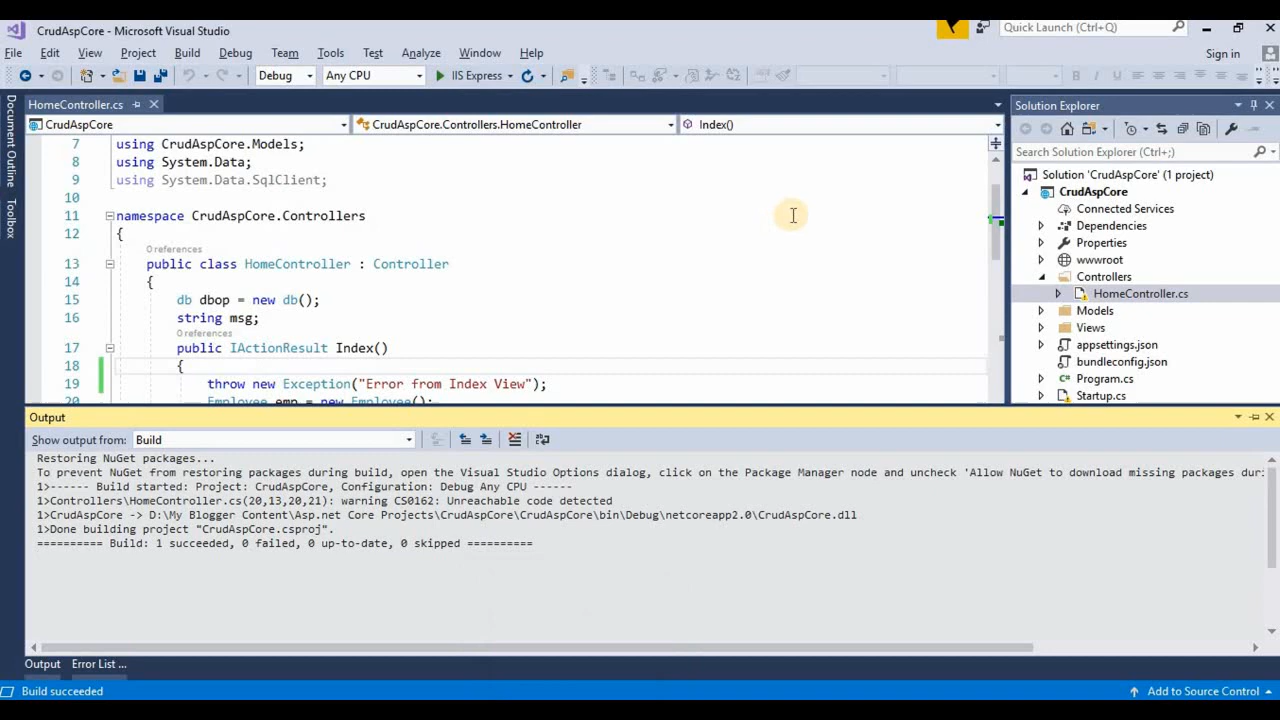 CrudAspCore - Microsoft Visual Studio
Quick Launch (Ctrl+Q)
File Edit View Project Build Debug Team Tools Test Analyze Window Help
Sign in
Debug Any CPU IIS Express
Document Outline
Toolbox
HomeController.cs
CrudAspCore CrudAspCore.Controllers.HomeController Index()
7 using CrudAspCore.Models;
8 using System.Data;
9 using System.Data.SqlClient;
10
11 namespace CrudAspCore.Controllers
12 {
0 references
13 public class HomeController : Controller
14 {
15 db dbop = new db();
16 string msg;
0 references
17 public IActionResult Index()
18 {
19 throw new Exception("Error from Index View");
20 Employee emp = new Employee();
Solution Explorer
Search Solution Explorer (Ctrl+;)
Solution 'CrudAspCore' (1 project)
CrudAspCore
Connected Services
Dependencies
Properties
wwwroot
Controllers
HomeController.cs
Models
Views
appsettings.json
bundleconfig.json
Program.cs
Startup.cs
Output
Show output from: Build
Restoring NuGet packages...
To prevent NuGet from restoring packages during build, open the Visual Studio Options dialog, click on the Package Manager node and uncheck 'Allow NuGet to download missing packages duri
1>------ Build started: Project: CrudAspCore, Configuration: Debug Any CPU ------
1>Controllers\HomeController.cs(20,13,20,21): warning CS0162: Unreachable code detected
1>CrudAspCore -> D:\My Blogger Content\Asp.net Core Projects\CrudAspCore\CrudAspCore\bin\Debug\netcoreapp2.0\CrudAspCore.dll
1>Done building project "CrudAspCore.csproj".
========== Build: 1 succeeded, 0 failed, 0 up-to-date, 0 skipped ==========
Output Error List ...
Build succeeded
Add to Source Control